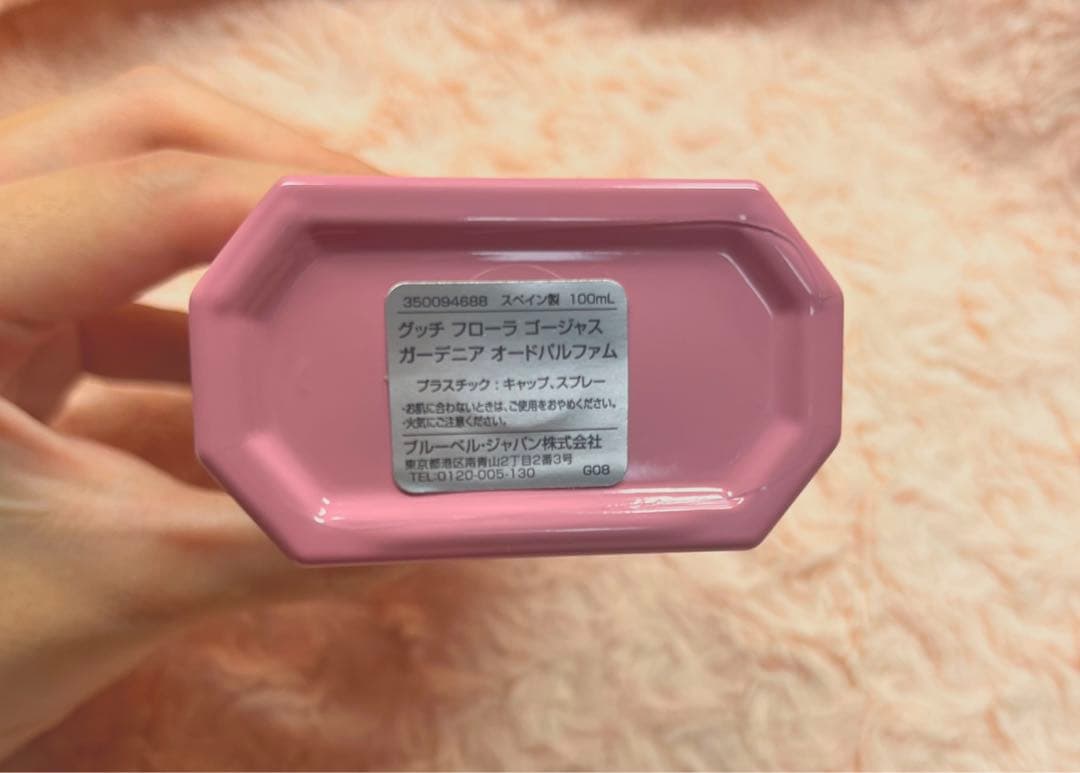 350094688 スペイン製 100mL
グッチ フローラ ゴージャス
ガーデニア オードパルファム
プラスチック：キャップ、スプレー
・お肌に合わないときは、ご使用をおやめください。
・火気にご注意ください。
ブルーベル・ジャパン株式会社
東京都港区南青山2丁目2番3号
TEL:0120-005-130 G08